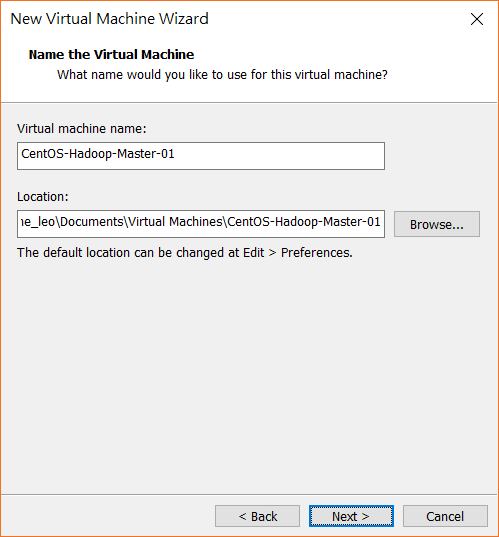 New Virtual Machine Wizard
Name the Virtual Machine
What name would you like to use for this virtual machine?
Virtual machine name:
CentOS-Hadoop-Master-01
Location:
ne_leo\Documents\Virtual Machines\CentOS-Hadoop-Master-01
Browse...
The default location can be changed at Edit > Preferences.
< Back
Next >
Cancel